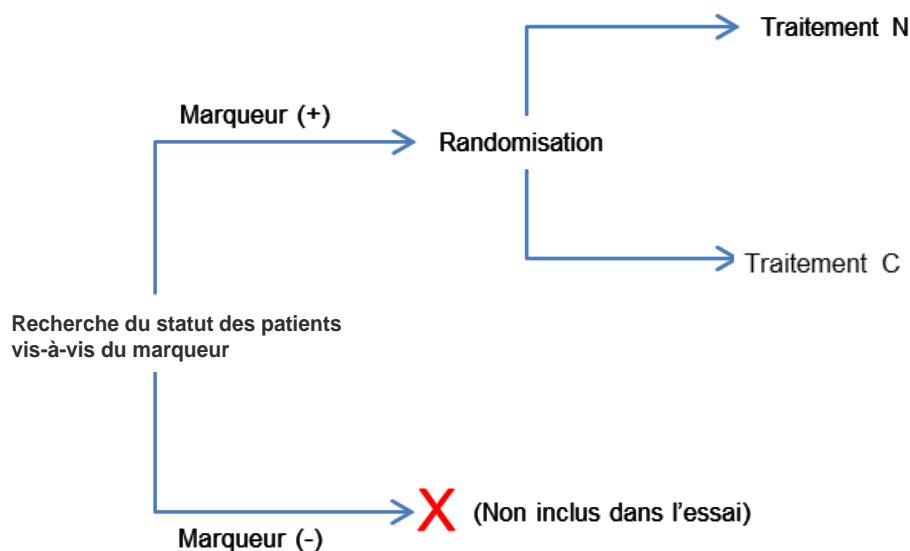 Traitement N
Marqueur (+)
Randomisation
Traitement C
Recherche du statut des patients
vis-à-vis du marqueur
X (Non inclus dans l'essai)
Marqueur (-)